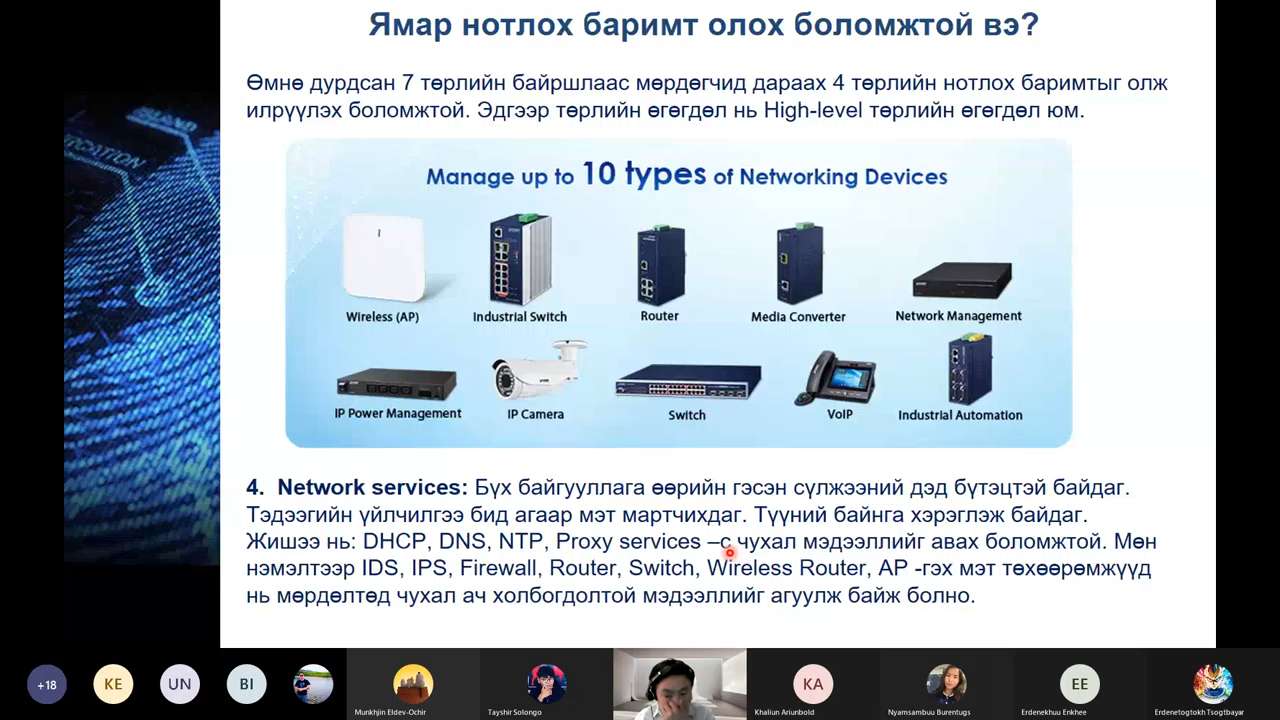 Ямар нотлох баримт олох боломжтой вэ?
Өмнө дурдсан 7 төрлийн байршлаас мөрдөгчид дараах 4 төрлийн нотлох баримтыг олж
илрүүлэх боломжтой. Эдгээр төрлийн өгөгдөл нь High-level төрлийн өгөгдөл юм.
Manage up to 10 types of Networking Devices
Wireless (AP)
Industrial Switch
Router
Media Converter
Network Management
IP Power Management
IP Camera
Switch
VoIP
Industrial Automation
4. Network services: Бүх байгууллага өөрийн гэсэн сүлжээний дэд бүтэцтэй байдаг.
Тэдээгийн үйлчилгээ бид агаар мэт мартчихдаг. Түүний байнга хэрэглэж байдаг.
Жишээ нь: DHCP, DNS, NTP, Proxy services –с чухал мэдээллийг авах боломжтой. Мөн
нэмэлтээр IDS, IPS, Firewall, Router, Switch, Wireless Router, AP -гэх мэт төхөөрөмжүүд
нь мөрдөлтөд чухал ач холбогдолтой мэдээллийг агуулж байж болно.
+18
KE
UN
BI
Munkhjin Eldev-Ochir
Tayshir Solongo
KA
Khaliun Ariunbold
Nyamsambuu Burentugs
EE
Erdenekhuu Enkhee
Erdenetogtokh Tsogtbayar